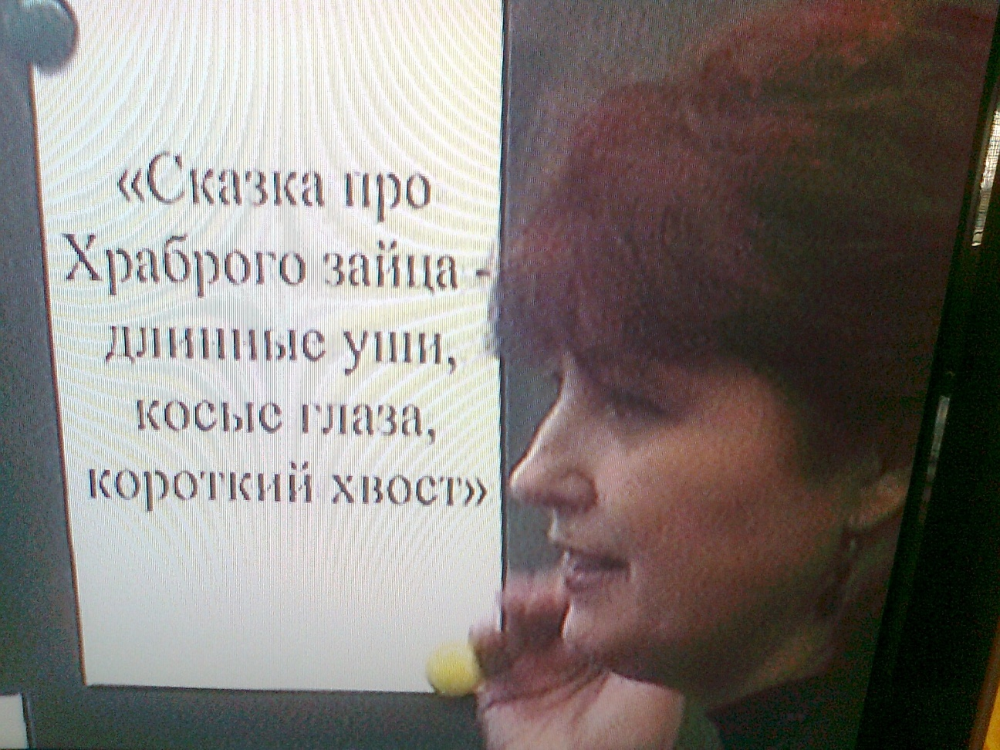 «Сказка про
Храброго зайца -
длинные уши,
косые глаза,
короткий хвост»